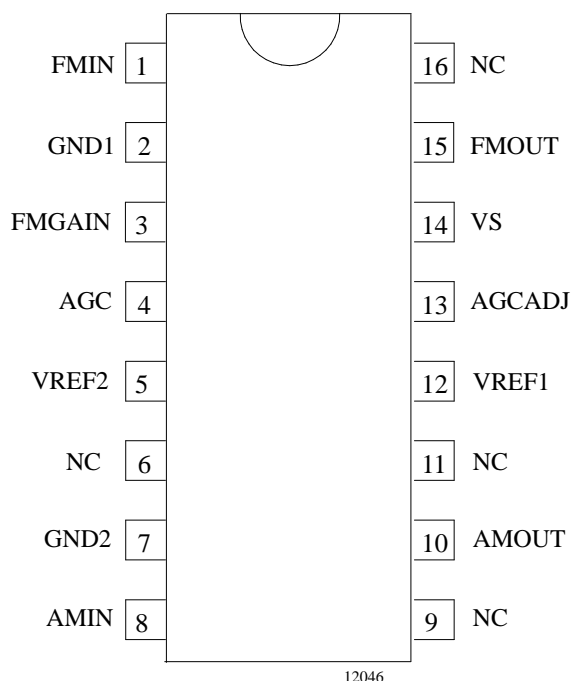 FMIN 1 16 NC
GND1 2 15 FMOUT
FMGAIN 3 14 VS
AGC 4 13 AGCADJ
VREF2 5 12 VREF1
NC 6 11 NC
GND2 7 10 AMOUT
AMIN 8 9 NC
12046